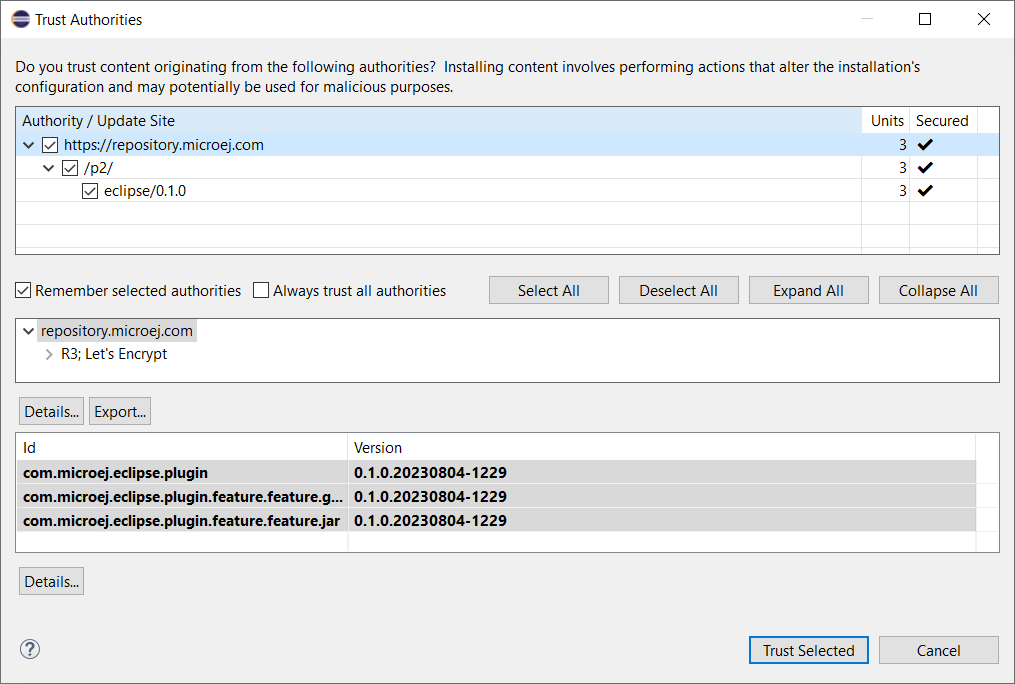 Trust Authorities
Do you trust content originating from the following authorities?  Installing content involves performing actions that alter the installation's
configuration and may potentially be used for malicious purposes.
Authority / Update Site Units Secured
https://repository.microej.com 3
/p2/ 3
eclipse/0.1.0 3
Remember selected authorities Always trust all authorities Select All Deselect All Expand All Collapse All
repository.microej.com
R3; Let's Encrypt
Details... Export...
Id Version
com.microej.eclipse.plugin 0.1.0.20230804-1229
com.microej.eclipse.plugin.feature.feature.g... 0.1.0.20230804-1229
com.microej.eclipse.plugin.feature.feature.jar 0.1.0.20230804-1229
Details...
? Trust Selected Cancel